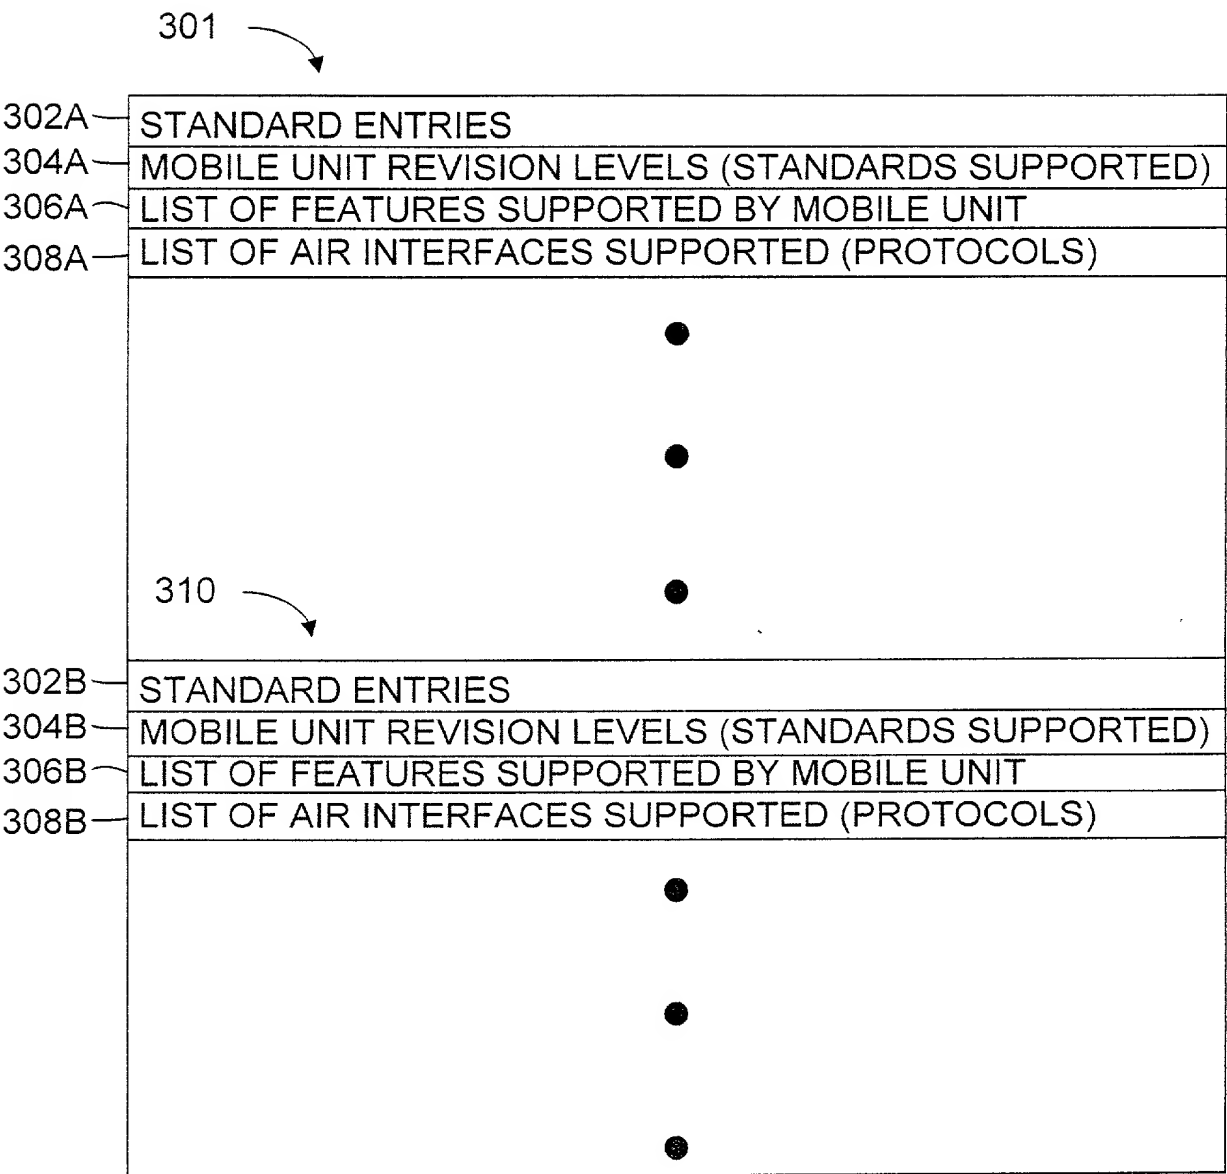 301
302A STANDARD ENTRIES
304A MOBILE UNIT REVISION LEVELS (STANDARDS SUPPORTED)
306A LIST OF FEATURES SUPPORTED BY MOBILE UNIT
308A LIST OF AIR INTERFACES SUPPORTED (PROTOCOLS)
310
302B STANDARD ENTRIES
304B MOBILE UNIT REVISION LEVELS (STANDARDS SUPPORTED)
306B LIST OF FEATURES SUPPORTED BY MOBILE UNIT
308B LIST OF AIR INTERFACES SUPPORTED (PROTOCOLS)